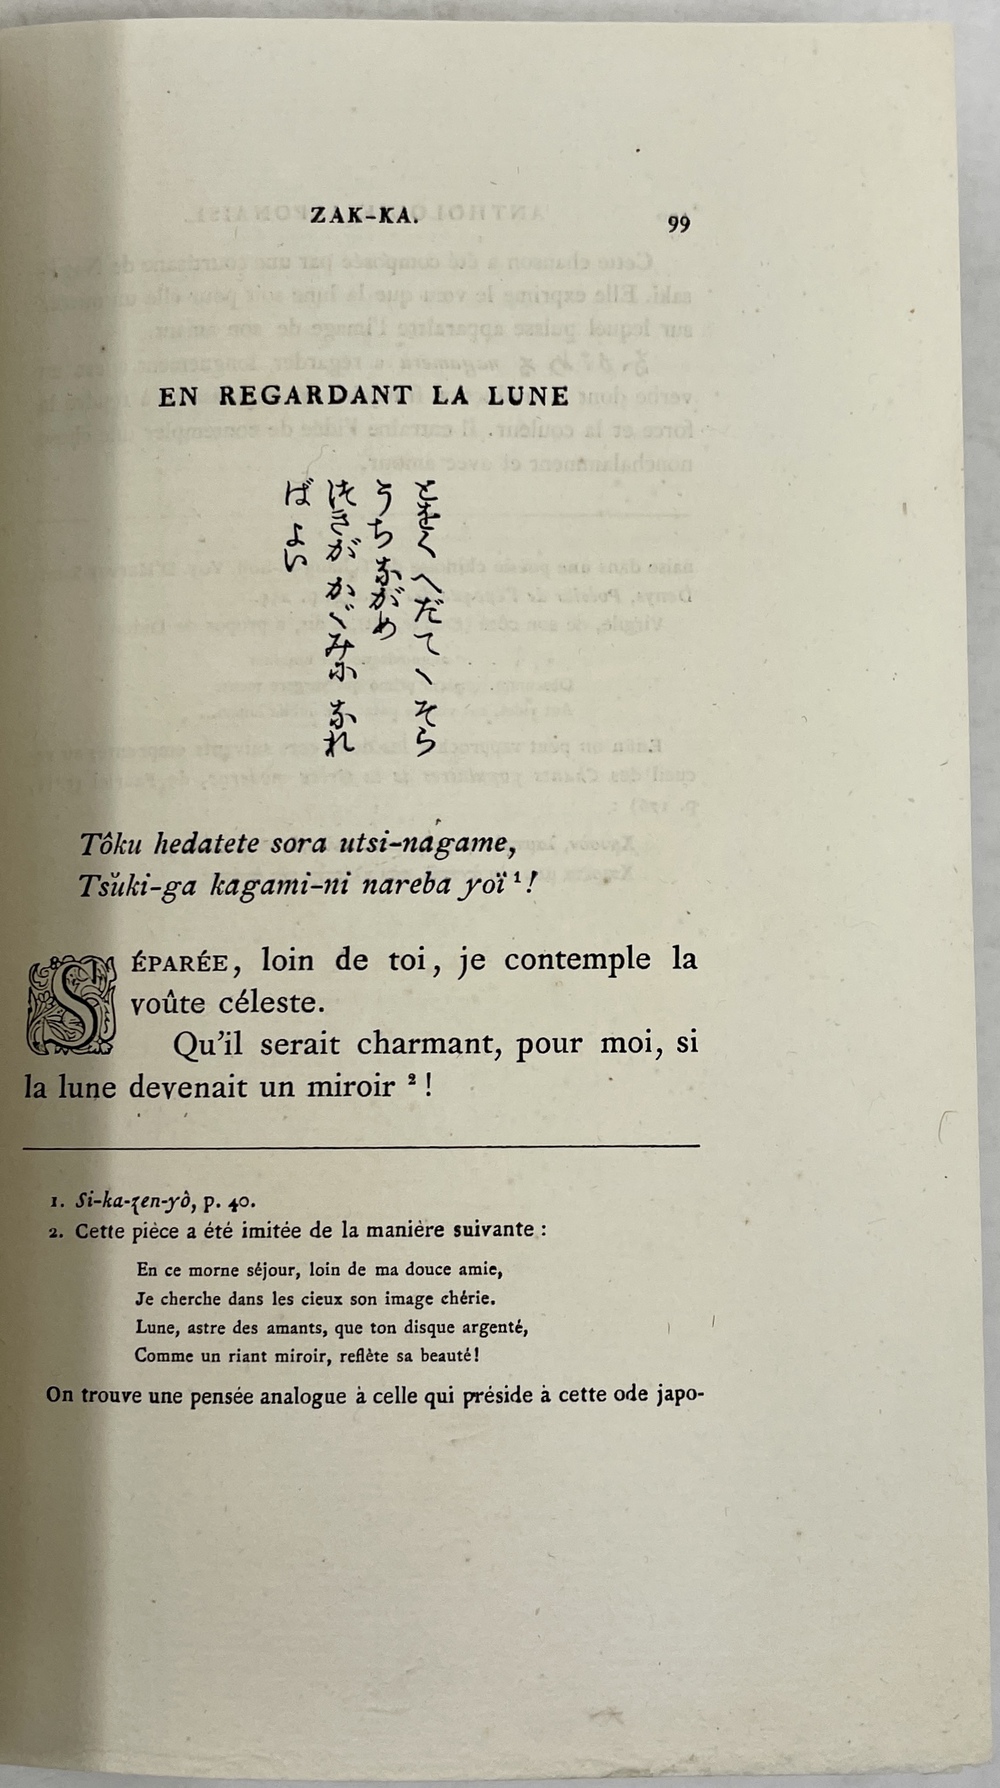 ZAK-KA.
99
EN REGARDANT LA LUNE
とをく へだてゝ そら
うち ながめ
つきが かゞみに なれ
ば よい
Tôku hedatete sora utsi-nagame,
Tsŭki-ga kagami-ni nareba yoï ¹!
SÉPARÉE, loin de toi, je contemple la
voûte céleste.
Qu'il serait charmant, pour moi, si
la lune devenait un miroir ² !
1. Si-ka-zen-yô, p. 40.
2. Cette pièce a été imitée de la manière suivante :
En ce morne séjour, loin de ma douce amie,
Je cherche dans les cieux son image chérie.
Lune, astre des amants, que ton disque argenté,
Comme un riant miroir, reflète sa beauté!
On trouve une pensée analogue à celle qui préside à cette ode japo-